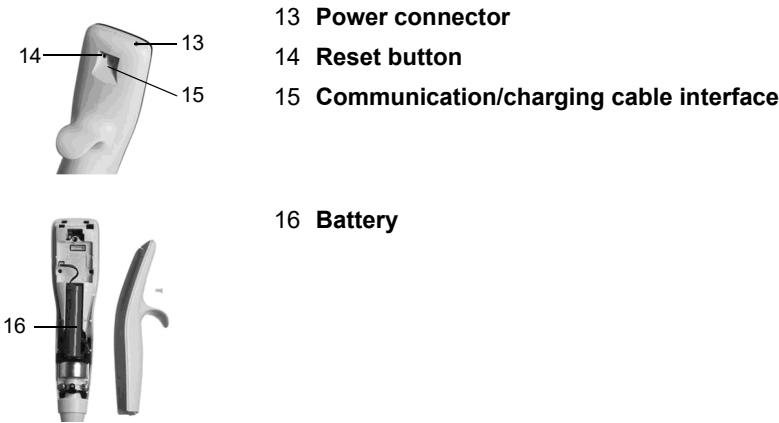 13 Power connector
14 Reset button
15 Communication/charging cable interface
13
14
15
16 Battery
16